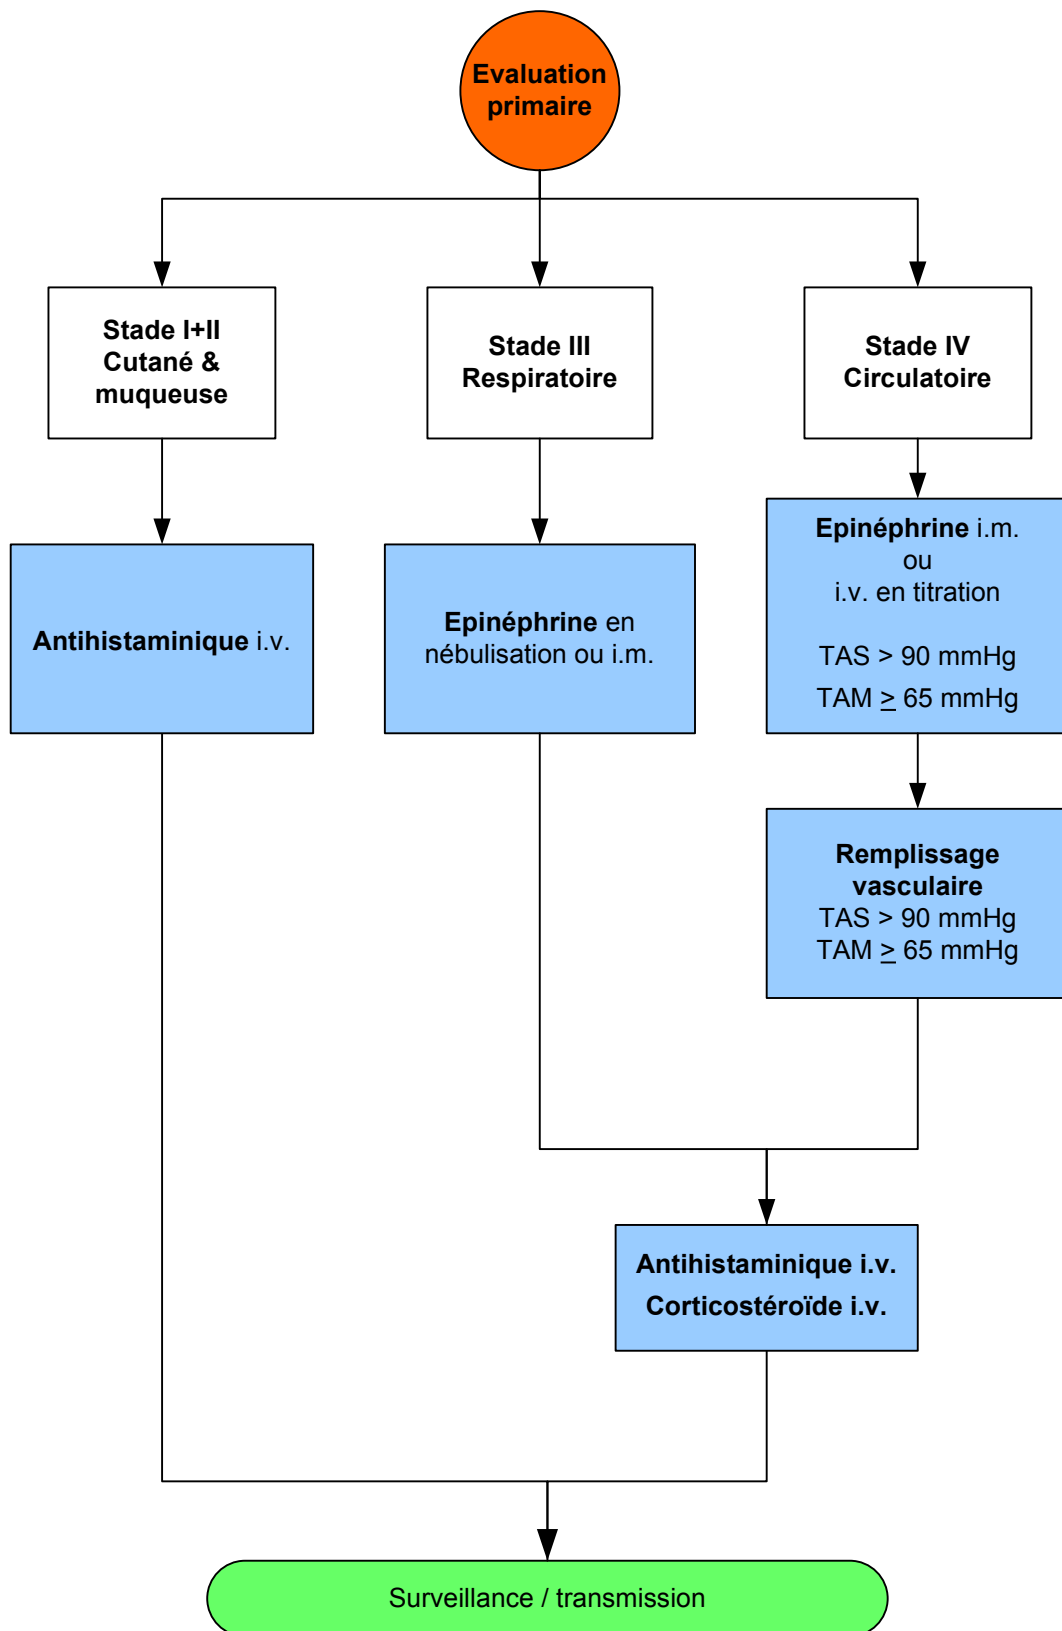 Evaluation
primaire
Stade I+II
Cutané &
muqueuse
Stade III
Respiratoire
Stade IV
Circulatoire
Antihistaminique i.v.
Epinéphrine en
nébulisation ou i.m.
Epinéphrine i.m.
ou
i.v. en titration
TAS > 90 mmHg
TAM ≥ 65 mmHg
Remplissage
vasculaire
TAS > 90 mmHg
TAM ≥ 65 mmHg
Antihistaminique i.v.
Corticostéroïde i.v.
Surveillance / transmission